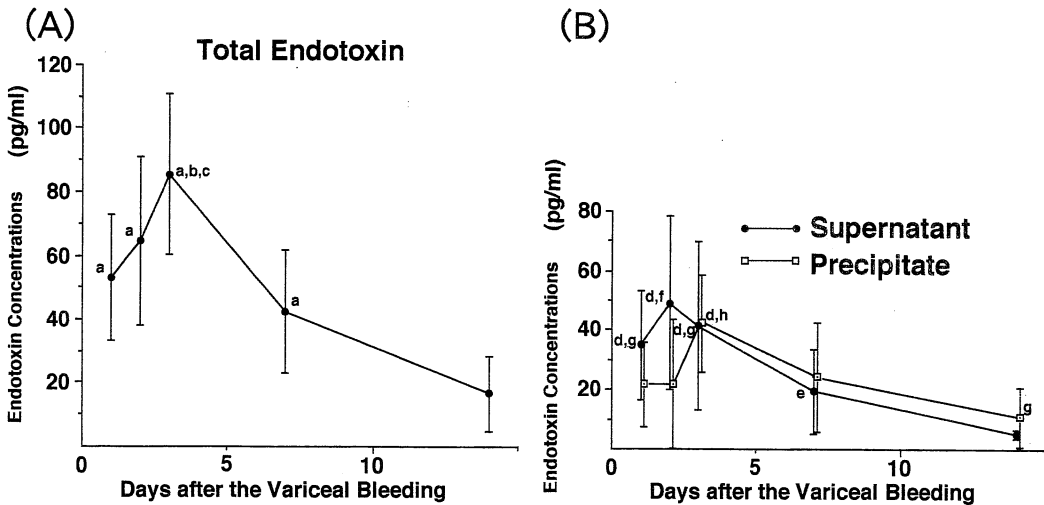 (A)
Total Endotoxin
Endotoxin Concentrations (pg/ml)
120
100
80
60
40
20
a
a
a,b,c
a
0
5
10
Days after the Variceal Bleeding
(B)
Endotoxin Concentrations (pg/ml)
80
60
40
20
Supernatant
Precipitate
d,f
d,g
d,g
d,h
e
g
0
5
10
Days after the Variceal Bleeding